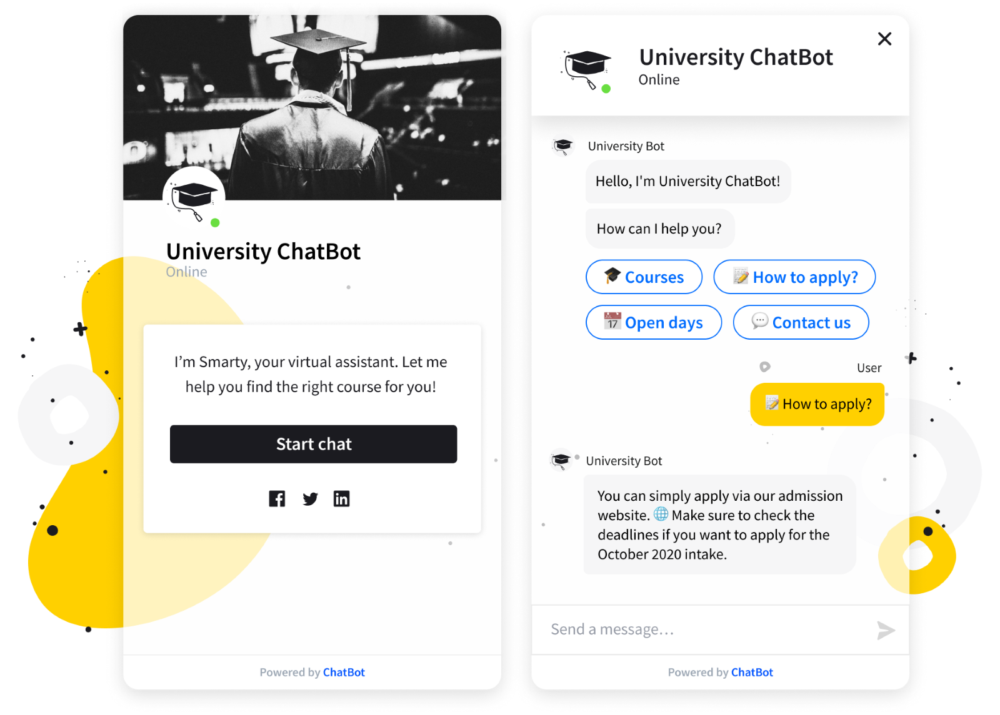 University ChatBot
Online
I’m Smarty, your virtual assistant. Let me
help you find the right course for you!
Start chat
Powered by ChatBot
University ChatBot
Online
University Bot
Hello, I'm University ChatBot!
How can I help you?
🎓 Courses
📝 How to apply?
📅 Open days
💬 Contact us
User
📝 How to apply?
University Bot
You can simply apply via our admission
website. 🌐 Make sure to check the
deadlines if you want to apply for the
October 2020 intake.
Send a message...
Powered by ChatBot